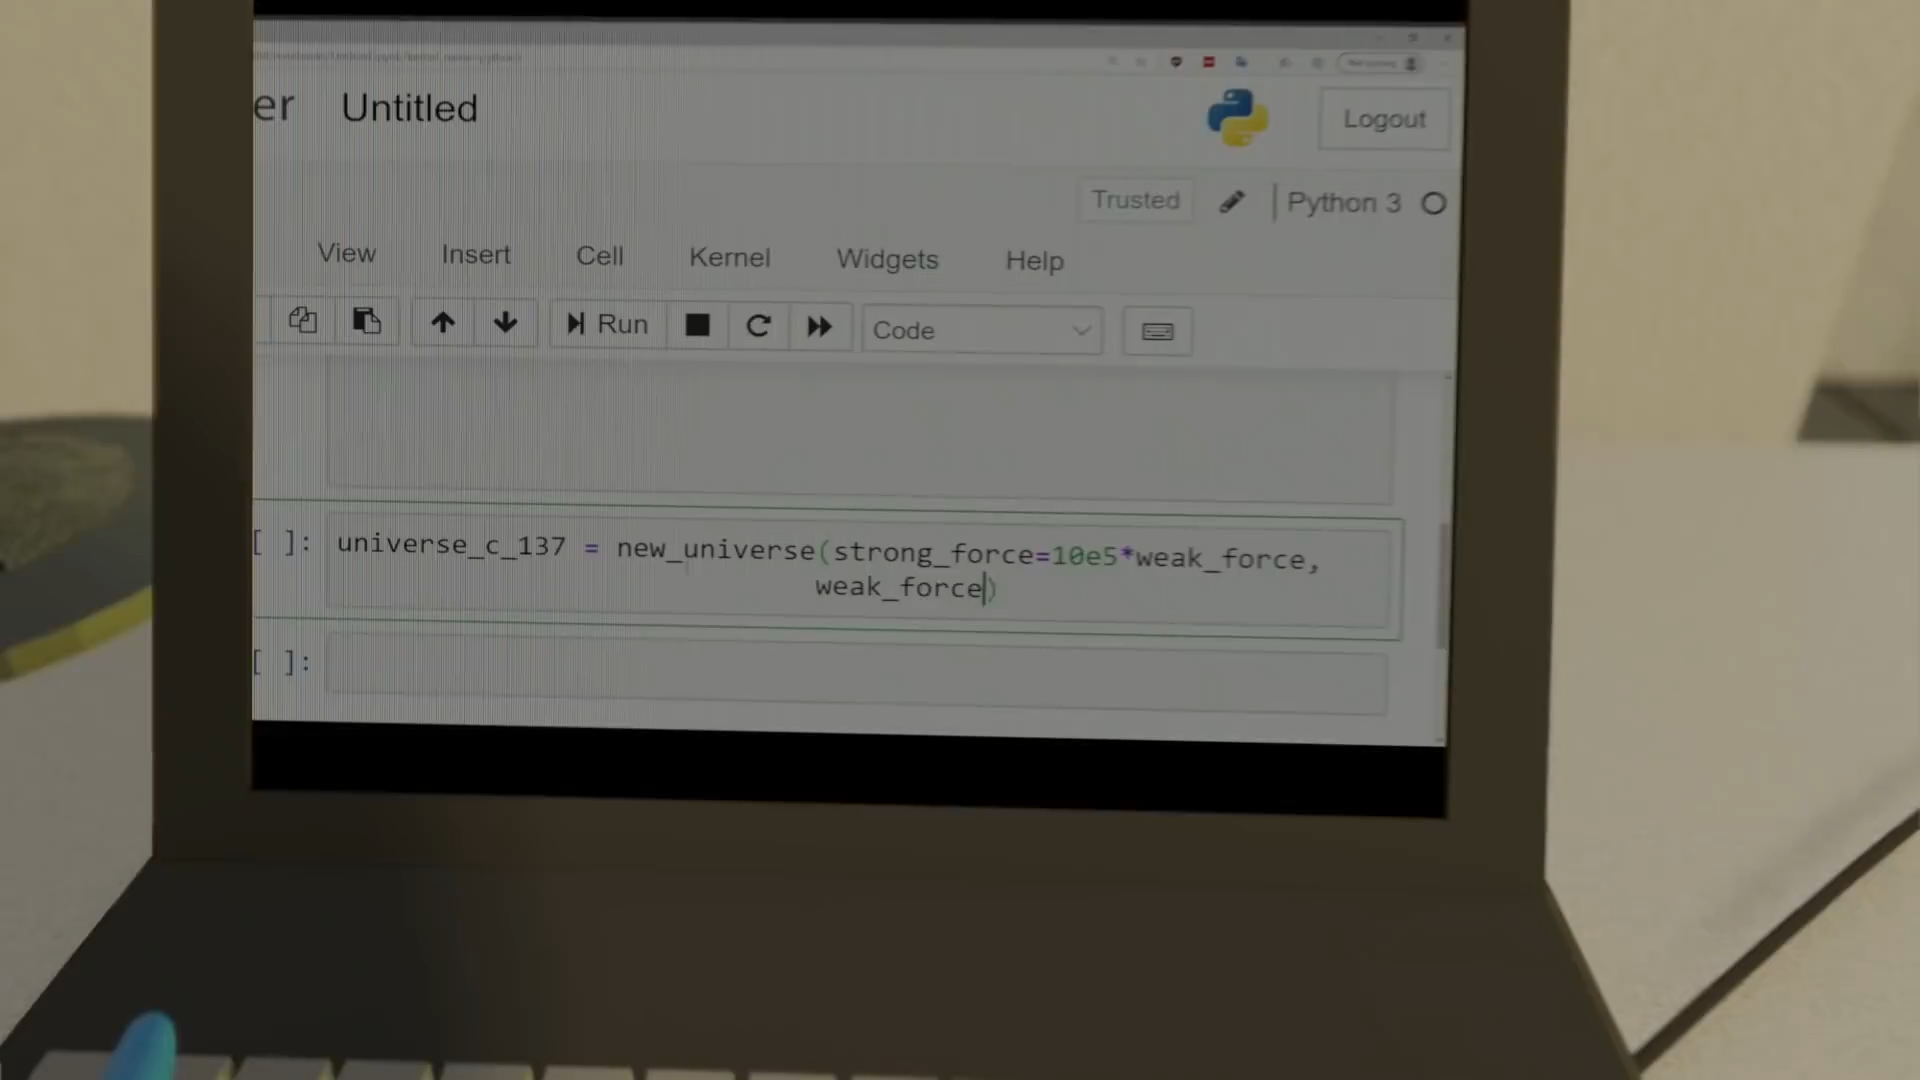 er Untitled
Logout
Trusted
Python 3
View Insert Cell Kernel Widgets Help
Run
Code
[ ]: universe_c_137 = new_universe(strong_force=10e5*weak_force,
weak_force)
[ ]: